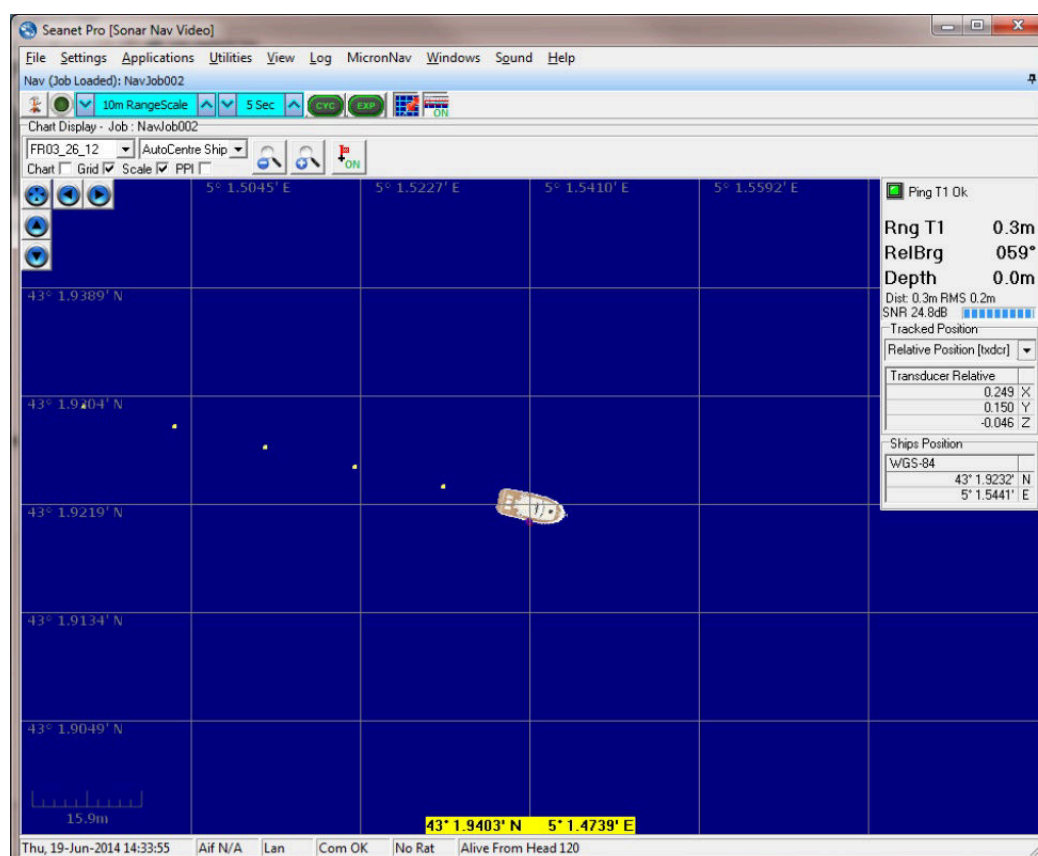 Seanet Pro [Sonar Nav Video]
File Settings Applications Utilities View Log MicronNav Windows Sound Help
Nav (Job Loaded): NavJob002
10m RangeScale 5 Sec CYC EXP ON
Chart Display - Job : NavJob002
FR03_26_12 AutoCentre Ship ON
Chart Grid Scale PPI
5° 1.5045' E 5° 1.5227' E 5° 1.5410' E 5° 1.5592' E
Ping T1 Ok
Rng T1 0.3m
RelBrg 059°
Depth 0.0m
Dist: 0.3m RMS 0.2m
SNR 24.8dB
Tracked Position
Relative Position [txdcr]
Transducer Relative
0.249 X
0.150 Y
-0.046 Z
Ships Position
WGS-84
43° 1.9232' N
5° 1.5441' E
43° 1.9389' N
43° 1.9304' N
43° 1.9219' N
43° 1.9134' N
43° 1.9049' N
15.9m
43° 1.9403' N 5° 1.4739' E
Thu, 19-Jun-2014 14:33:55 Aif N/A Lan Com OK No Rat Alive From Head 120